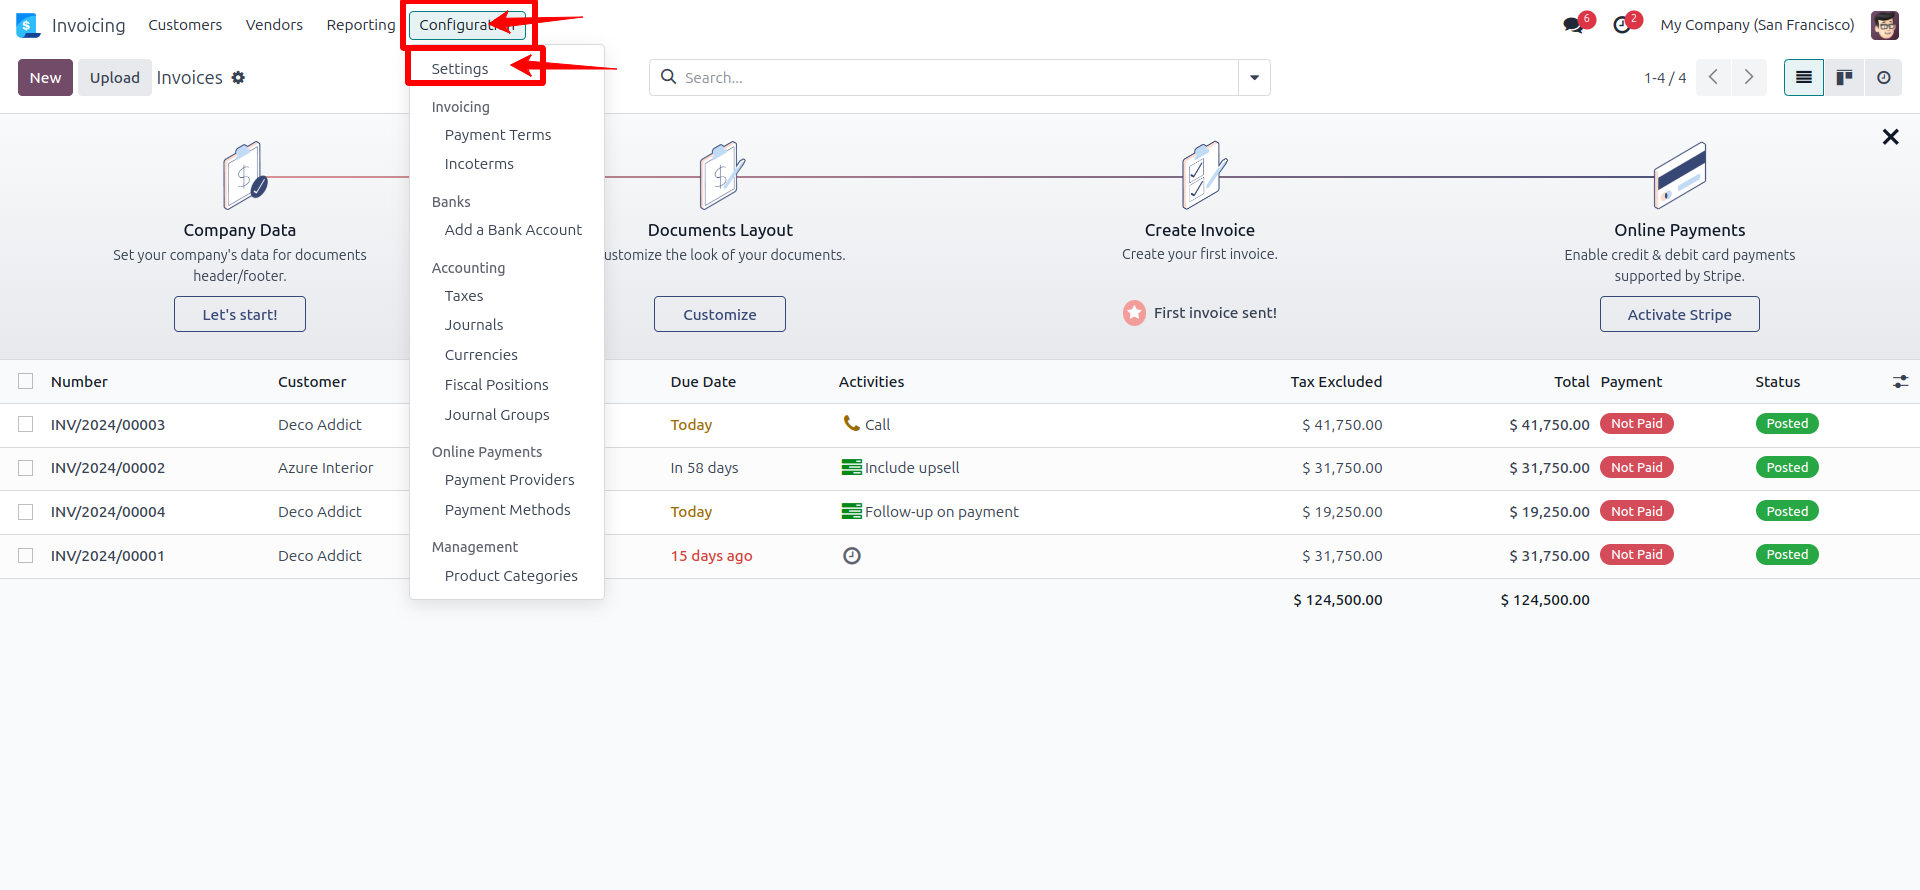 Invoicing Customers Vendors Reporting 6 2 My Company (San Francisco)
New Upload Invoices Search... 1-4 / 4
Settings
Invoicing
Payment Terms
Incoterms
Banks
Add a Bank Account
Accounting
Taxes
Journals
Currencies
Fiscal Positions
Journal Groups
Online Payments
Payment Providers
Payment Methods
Management
Product Categories
Company Data
Set your company's data for documents
header/footer.
Let's start!
Documents Layout
ustomize the look of your documents.
Customize
Create Invoice
Create your first invoice.
First invoice sent!
Online Payments
Enable credit & debit card payments
supported by Stripe.
Activate Stripe
Number Customer Due Date Activities Tax Excluded Total Payment Status
INV/2024/00003 Deco Addict Today Call $ 41,750.00 $ 41,750.00 Not Paid Posted
INV/2024/00002 Azure Interior In 58 days Include upsell $ 31,750.00 $ 31,750.00 Not Paid Posted
INV/2024/00004 Deco Addict Today Follow-up on payment $ 19,250.00 $ 19,250.00 Not Paid Posted
INV/2024/00001 Deco Addict 15 days ago $ 31,750.00 $ 31,750.00 Not Paid Posted
$ 124,500.00 $ 124,500.00